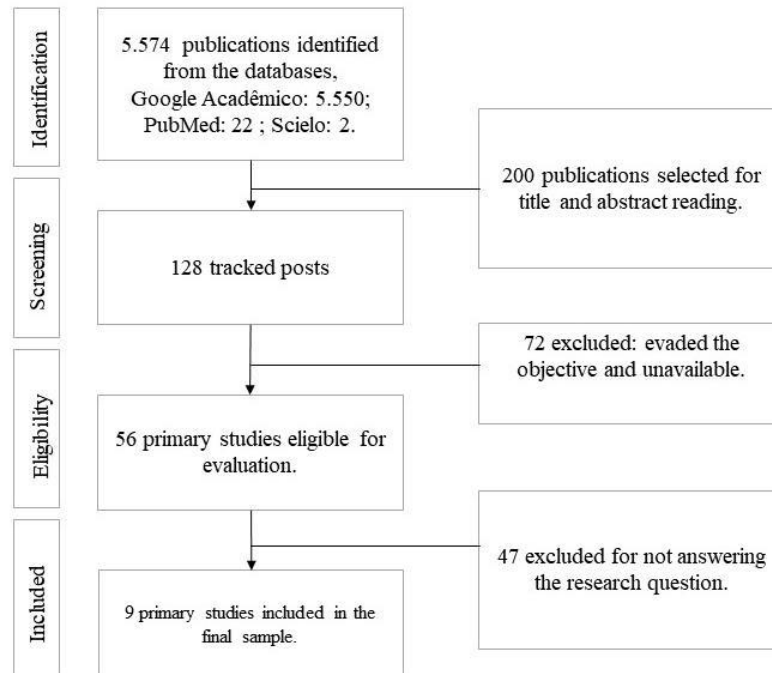 Identification
5.574 publications identified
from the databases,
Google Acadêmico: 5.550;
PubMed: 22 ; Scielo: 2.
200 publications selected for
title and abstract reading.
Screening
128 tracked posts
72 excluded: evaded the
objective and unavailable.
Eligibility
56 primary studies eligible for
evaluation.
47 excluded for not answering
the research question.
Included
9 primary studies included in the
final sample.